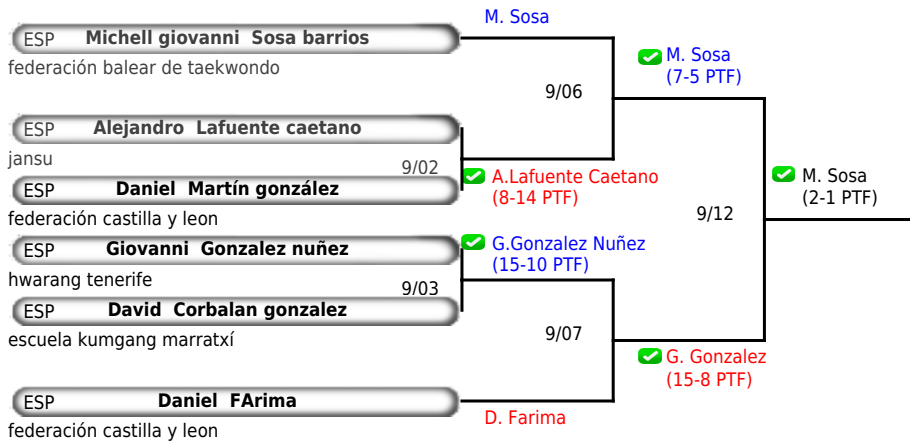 M. Sosa
ESP Michell giovanni Sosa barrios
federación balear de taekwondo
M. Sosa
(7-5 PTF)
9/06
ESP Alejandro Lafuente caetano
jansu
9/02
A.Lafuente Caetano
(8-14 PTF)
ESP Daniel Martín gonzález
federación castilla y leon
M. Sosa
(2-1 PTF)
9/12
ESP Giovanni Gonzalez nuñez
hwarang tenerife
G.Gonzalez Nuñez
(15-10 PTF)
9/03
ESP David Corbalan gonzalez
escuela kumgang marratxí
9/07
G. Gonzalez
(15-8 PTF)
ESP Daniel FArima
federación castilla y leon
D. Farima